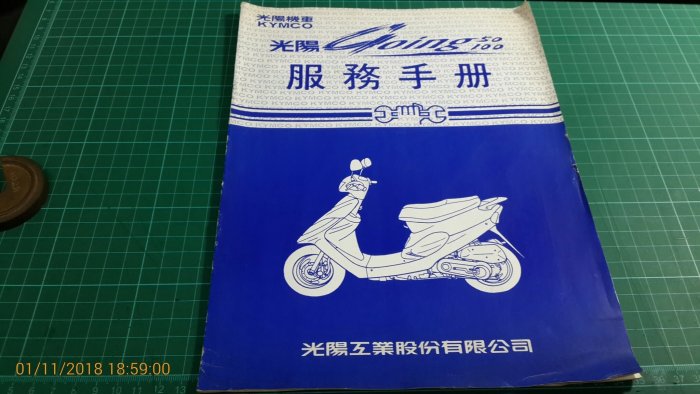 光陽機車
KYMCO
光陽 Going 50
100
服務手册
光陽工業股份有限公司
01/11/2018 18:59:00